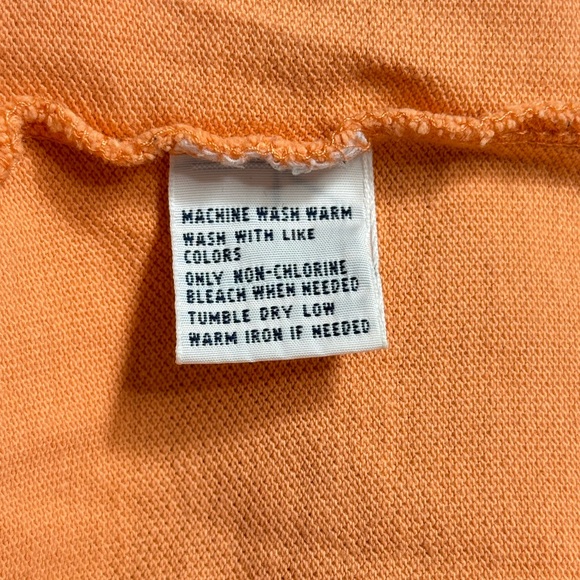 MACHINE WASH WARM
WASH WITH LIKE
COLORS
ONLY NON-CHLORINE
BLEACH WHEN NEEDED
TUMBLE DRY LOW
WARM IRON IF NEEDED